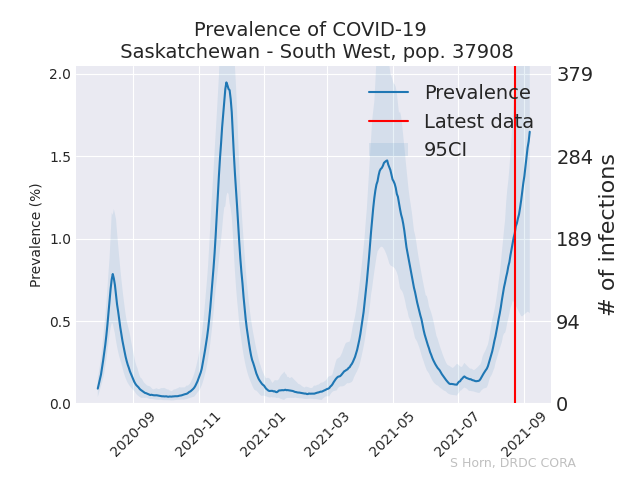 Prevalence of COVID-19
Saskatchewan - South West, pop. 37908
Prevalence (%)
2.0
1.5
1.0
0.5
0.0
379
284
189
94
0
# of infections
Prevalence
Latest data
95CI
2020-09
2020-11
2021-01
2021-03
2021-05
2021-07
2021-09
S Horn, DRDC CORA